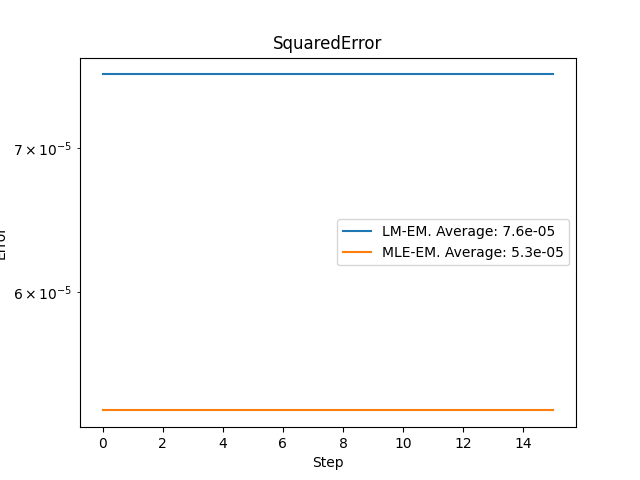 SquaredError
7 × 10⁻⁵
6 × 10⁻⁵
Error
LM-EM. Average: 7.6e-05
MLE-EM. Average: 5.3e-05
0 2 4 6 8 10 12 14
Step